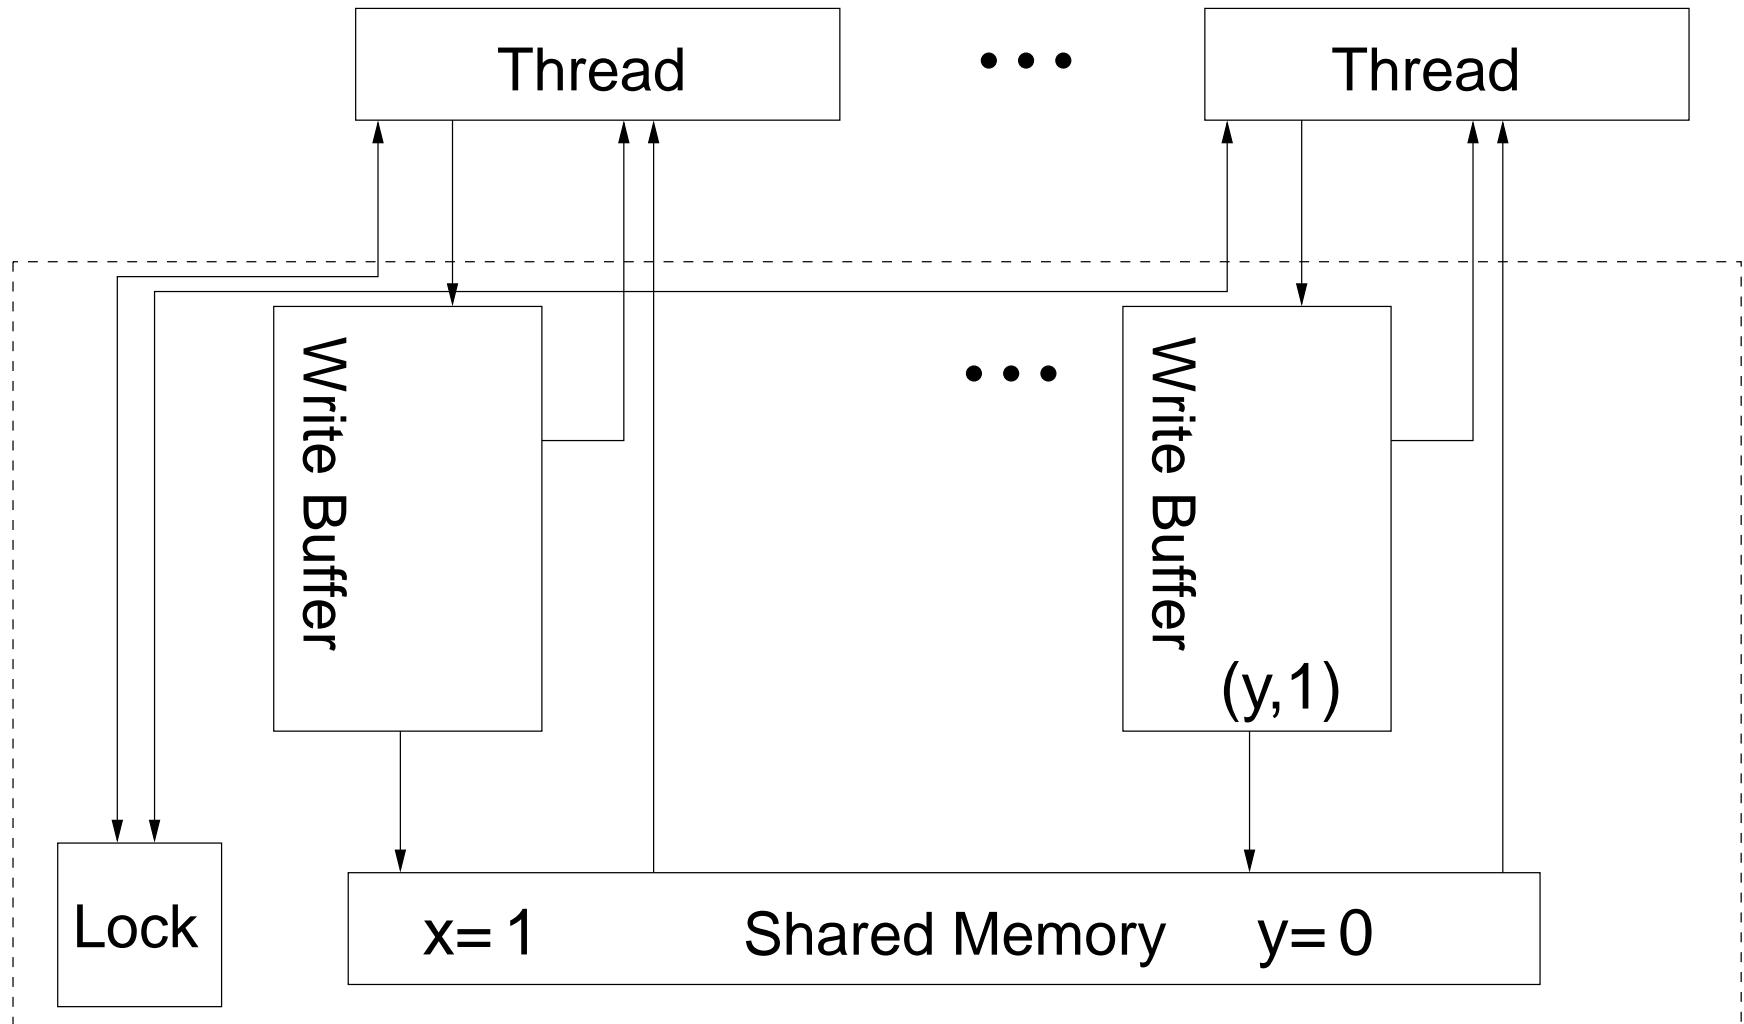 Thread
Thread
Write Buffer
Write Buffer
(y,1)
Lock
x= 1
Shared Memory
y= 0